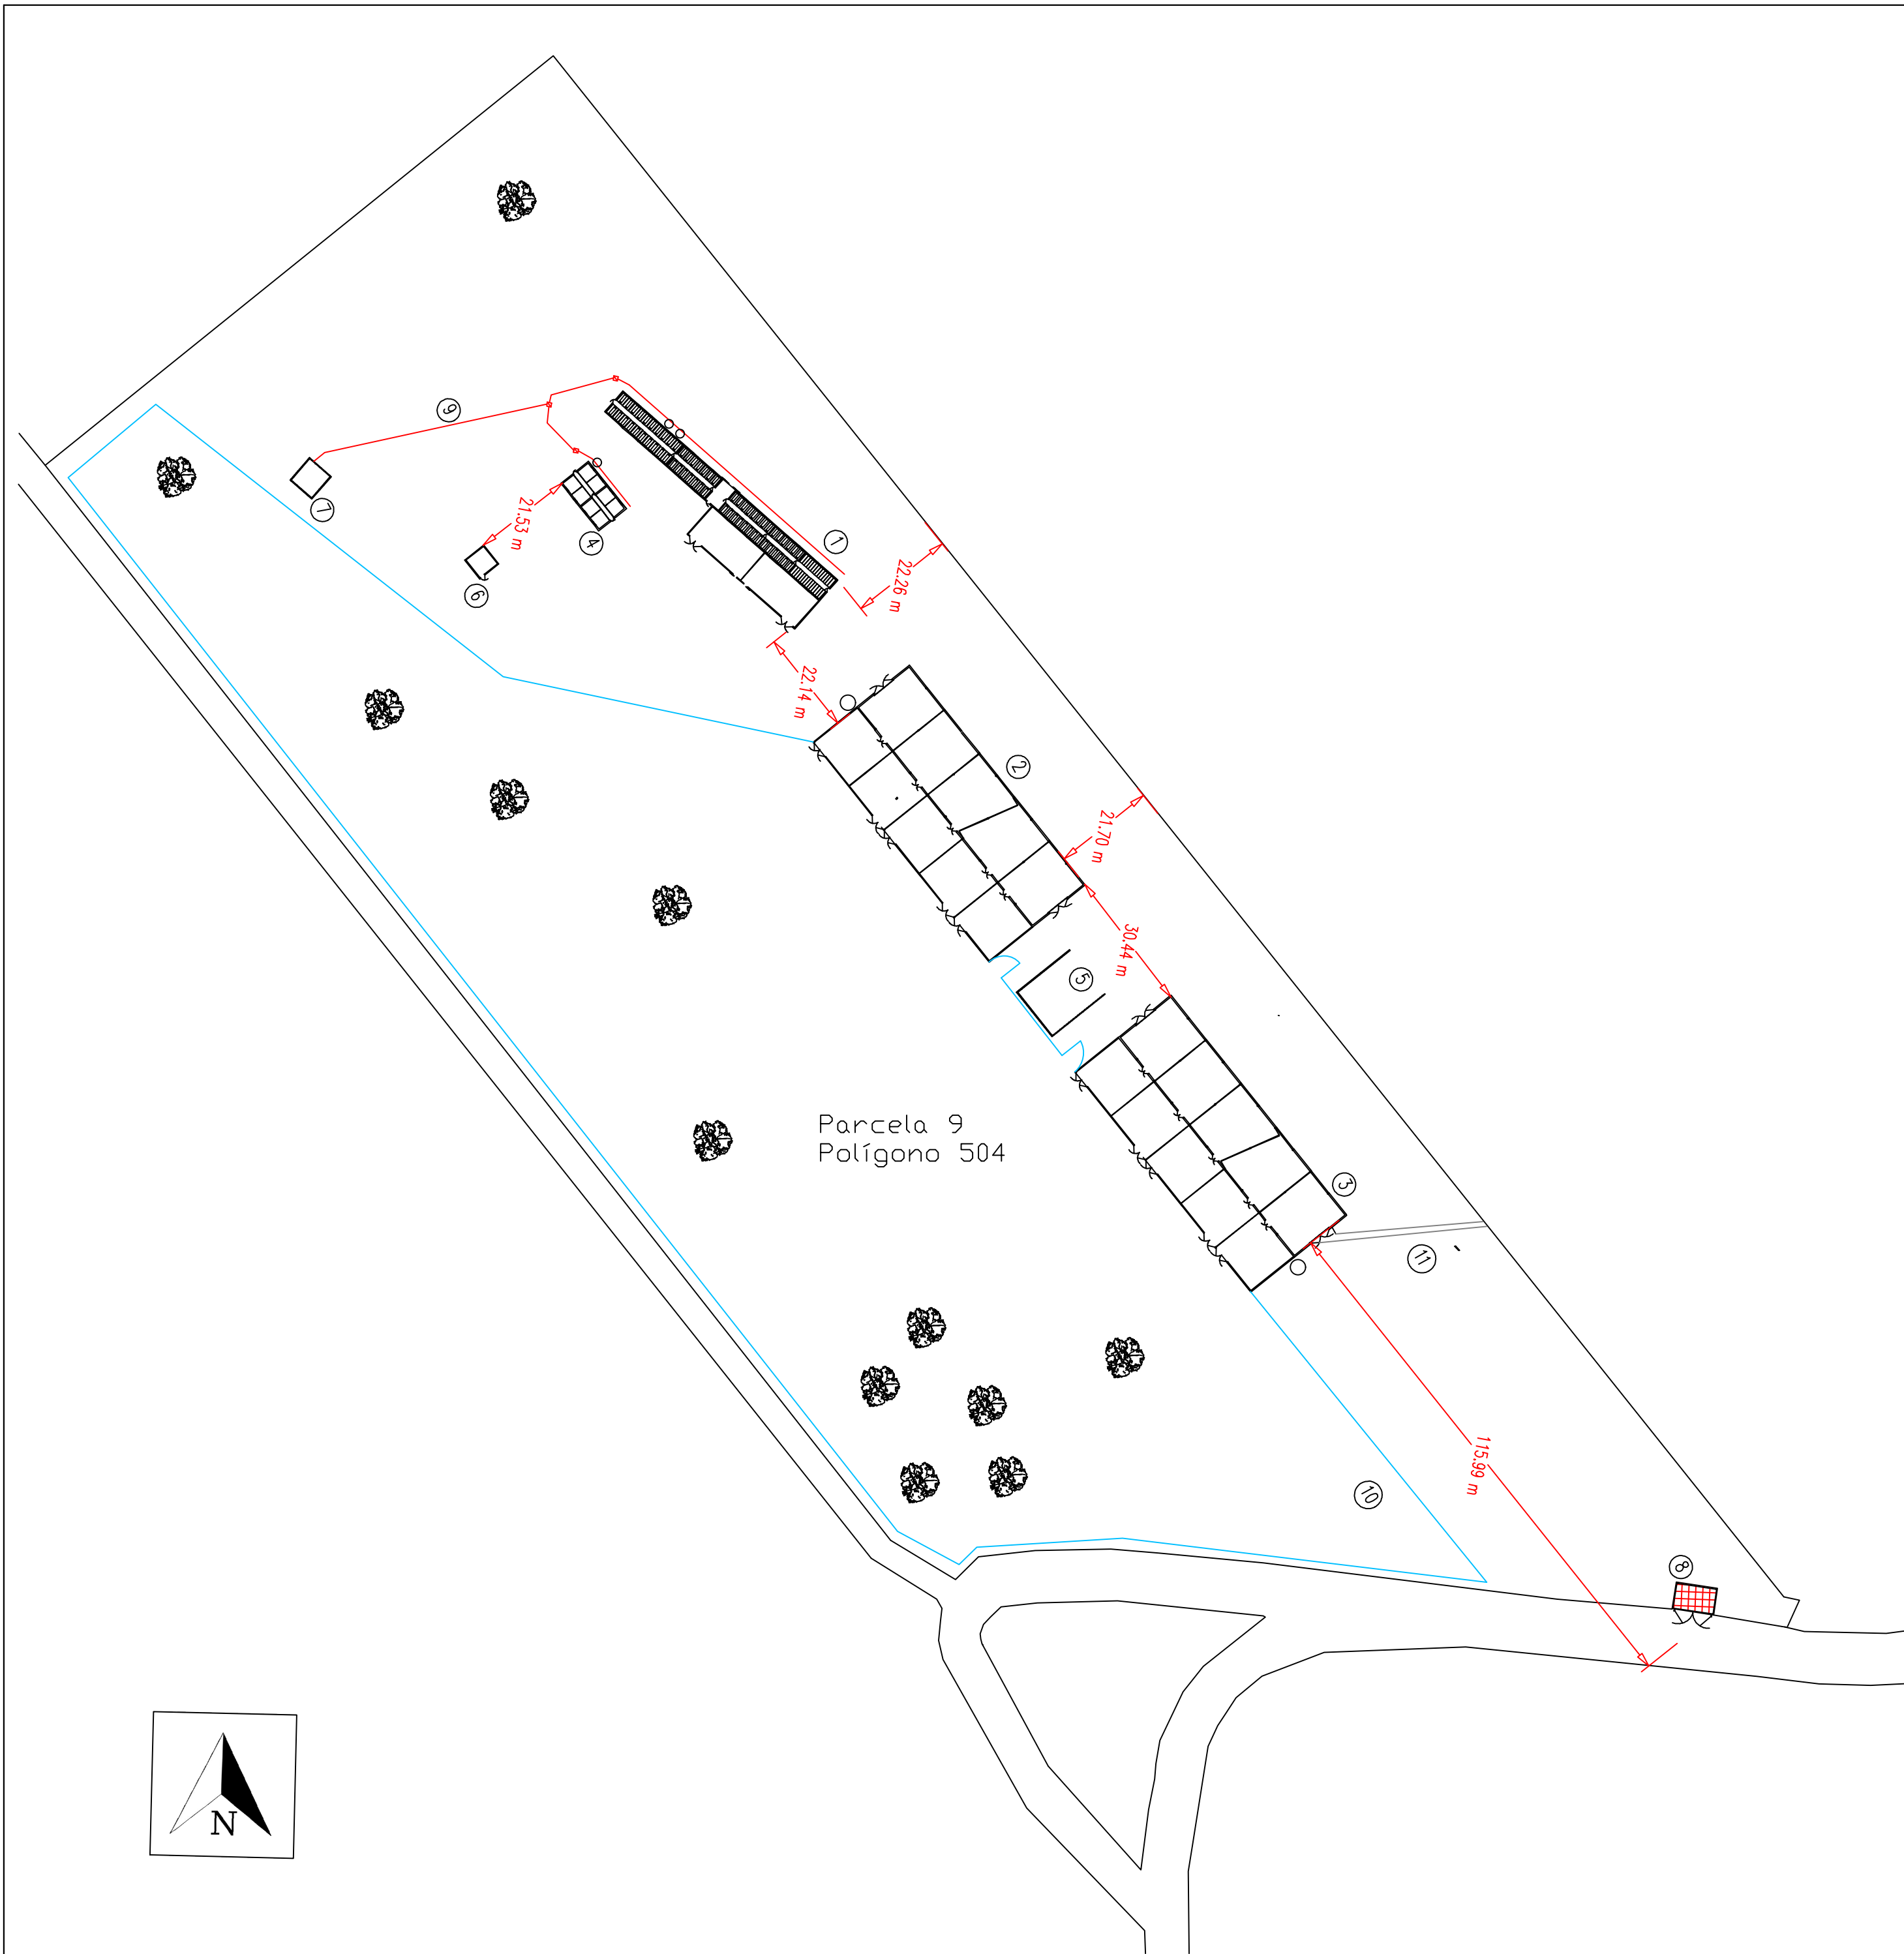 9
7
21.53 m
4
6
1
22.26 m
22.14 m
2
21.70 m
30.44 m
5
Parcela 9
Polígono 504
3
11
115.99 m
10
8
N